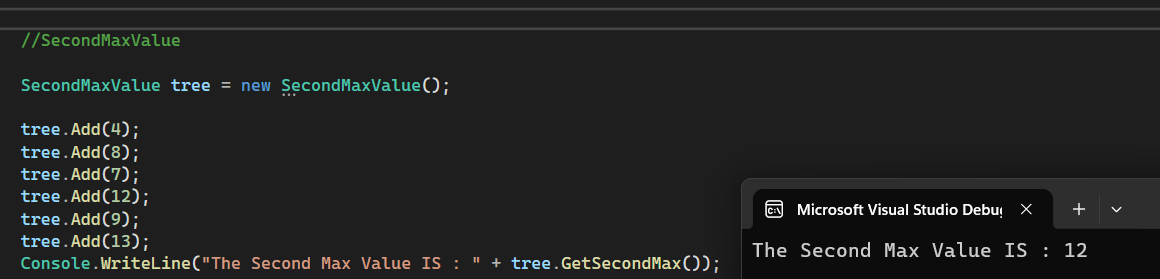 //SecondMaxValue
SecondMaxValue tree = new SecondMaxValue();
tree.Add(4);
tree.Add(8);
tree.Add(7);
tree.Add(12);
tree.Add(9);
tree.Add(13);
Console.WriteLine("The Second Max Value IS : " + tree.GetSecondMax());
Microsoft Visual Studio Debu
The Second Max Value IS : 12